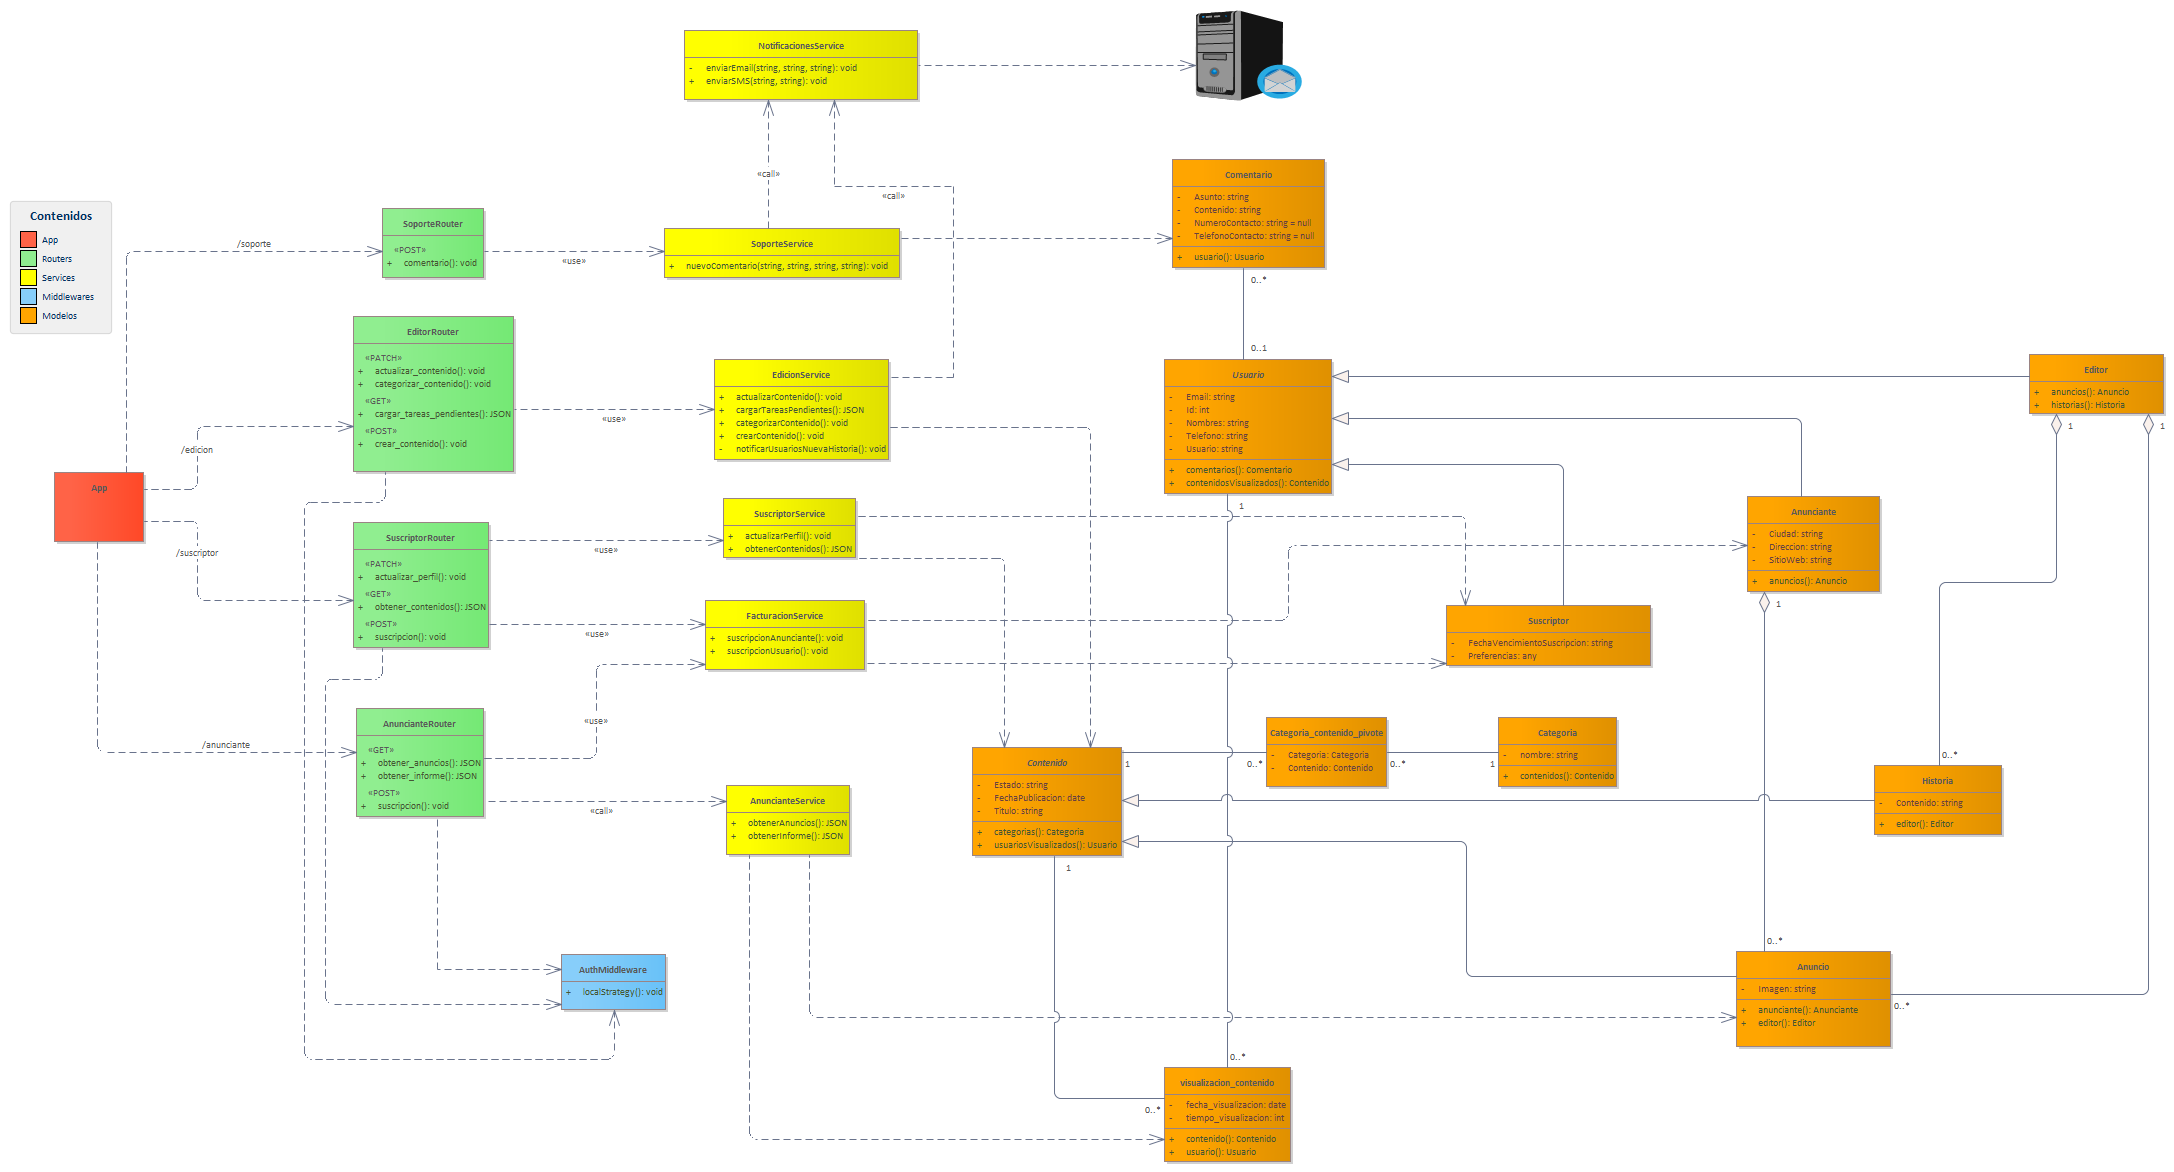 Contenidos
App
Routers
Services
Middlewares
Modelos
NotificacionesService
- enviarEmail(string, string, string): void
+ enviarSMS(string, string): void
«call»
«call»
SoporteRouter
«POST»
+ comentario(): void
/soporte
«use»
SoporteService
+ nuevoComentario(string, string, string, string): void
Comentario
- Asunto: string
- Contenido: string
- NumeroContacto: string = null
- TelefonoContacto: string = null
+ usuario(): Usuario
0..*
0..1
EditorRouter
«PATCH»
+ actualizar_contenido(): void
+ categorizar_contenido(): void
«GET»
+ cargar_tareas_pendientes(): JSON
«POST»
+ crear_contenido(): void
/edicion
«use»
EdicionService
+ actualizarContenido(): void
+ cargarTareasPendientes(): JSON
+ categorizarContenido(): void
+ crearContenido(): void
- notificarUsuariosNuevaHistoria(): void
Usuario
- Email: string
- Id: int
- Nombres: string
- Telefono: string
- Usuario: string
+ comentarios(): Comentario
+ contenidosVisualizados(): Contenido
1
Editor
+ anuncios(): Anuncio
+ historias(): Historia
1
1
App
/suscriptor
SuscriptorRouter
«PATCH»
+ actualizar_perfil(): void
«GET»
+ obtener_contenidos(): JSON
«POST»
+ suscripcion(): void
«use»
«use»
SuscriptorService
+ actualizarPerfil(): void
+ obtenerContenidos(): JSON
Anunciante
- Ciudad: string
- Direccion: string
- SitioWeb: string
+ anuncios(): Anuncio
1
FacturacionService
+ suscripcionAnunciante(): void
+ suscripcionUsuario(): void
Suscriptor
- FechaVencimientoSuscripcion: string
- Preferencias: any
/anunciante
AnuncianteRouter
«GET»
+ obtener_anuncios(): JSON
+ obtener_informe(): JSON
«POST»
+ suscripcion(): void
«use»
«call»
AnuncianteService
+ obtenerAnuncios(): JSON
+ obtenerInforme(): JSON
Contenido
- Estado: string
- FechaPublicacion: date
- Titulo: string
+ categorias(): Categoria
+ usuariosVisualizados(): Usuario
1
1
0..*
Categoria_contenido_pivote
- Categoria: Categoria
- Contenido: Contenido
0..*
1
Categoria
- nombre: string
+ contenidos(): Contenido
0..*
Historia
- Contenido: string
+ editor(): Editor
AuthMiddleware
+ localStrategy(): void
0..*
Anuncio
- Imagen: string
+ anunciante(): Anunciante
+ editor(): Editor
0..*
0..*
0..*
visualizacion_contenido
- fecha_visualizacion: date
- tiempo_visualizacion: int
+ contenido(): Contenido
+ usuario(): Usuario